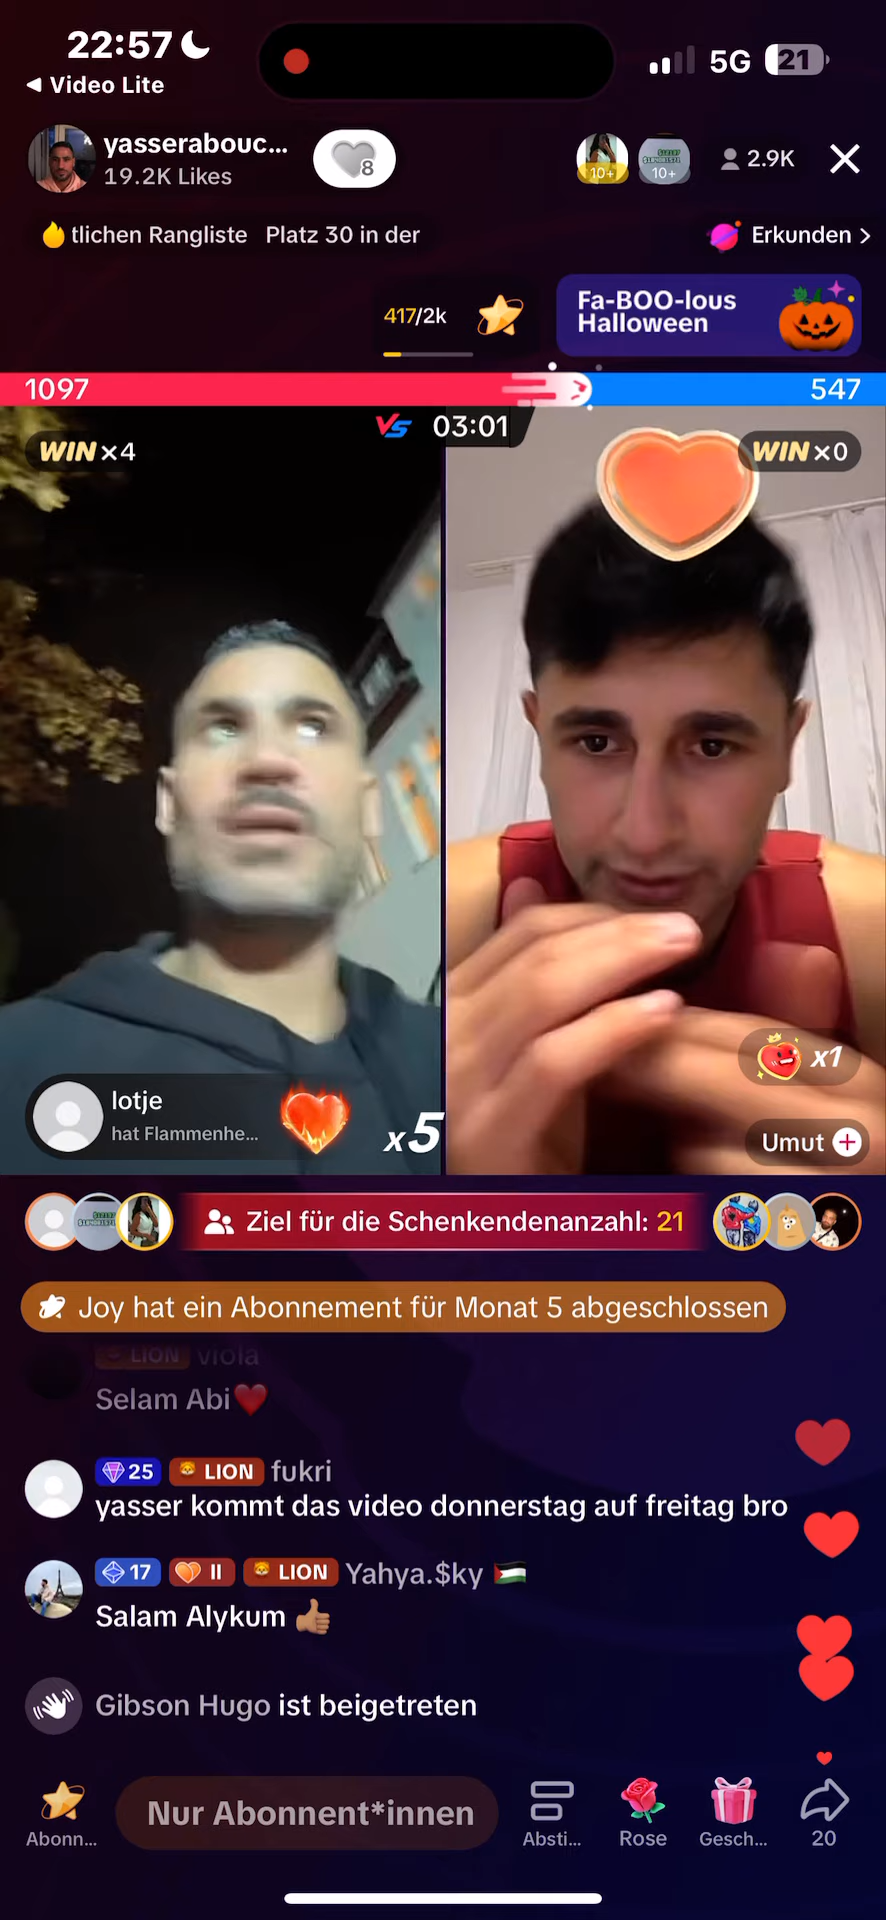 22:57
5G
21
Video Lite
yasserabouc...
19.2K Likes
8
10+
10+
2.9K
tlichen Rangliste Platz 30 in der
Erkunden >
417/2k
Fa-BOO-lous
Halloween
1097
547
VS 03:01
WIN x4
WIN x0
x1
lotje
hat Flammenhe...
x5
Umut +
Ziel für die Schenkendenanzahl: 21
Joy hat ein Abonnement für Monat 5 abgeschlossen
LION viola
Selam Abi
25 LION fukri
yasser kommt das video donnerstag auf freitag bro
17 II LION Yahya.$ky
Salam Alykum
Gibson Hugo ist beigetreten
Nur Abonnent*innen
Abonn...
Absti...
Rose
Gesch...
20